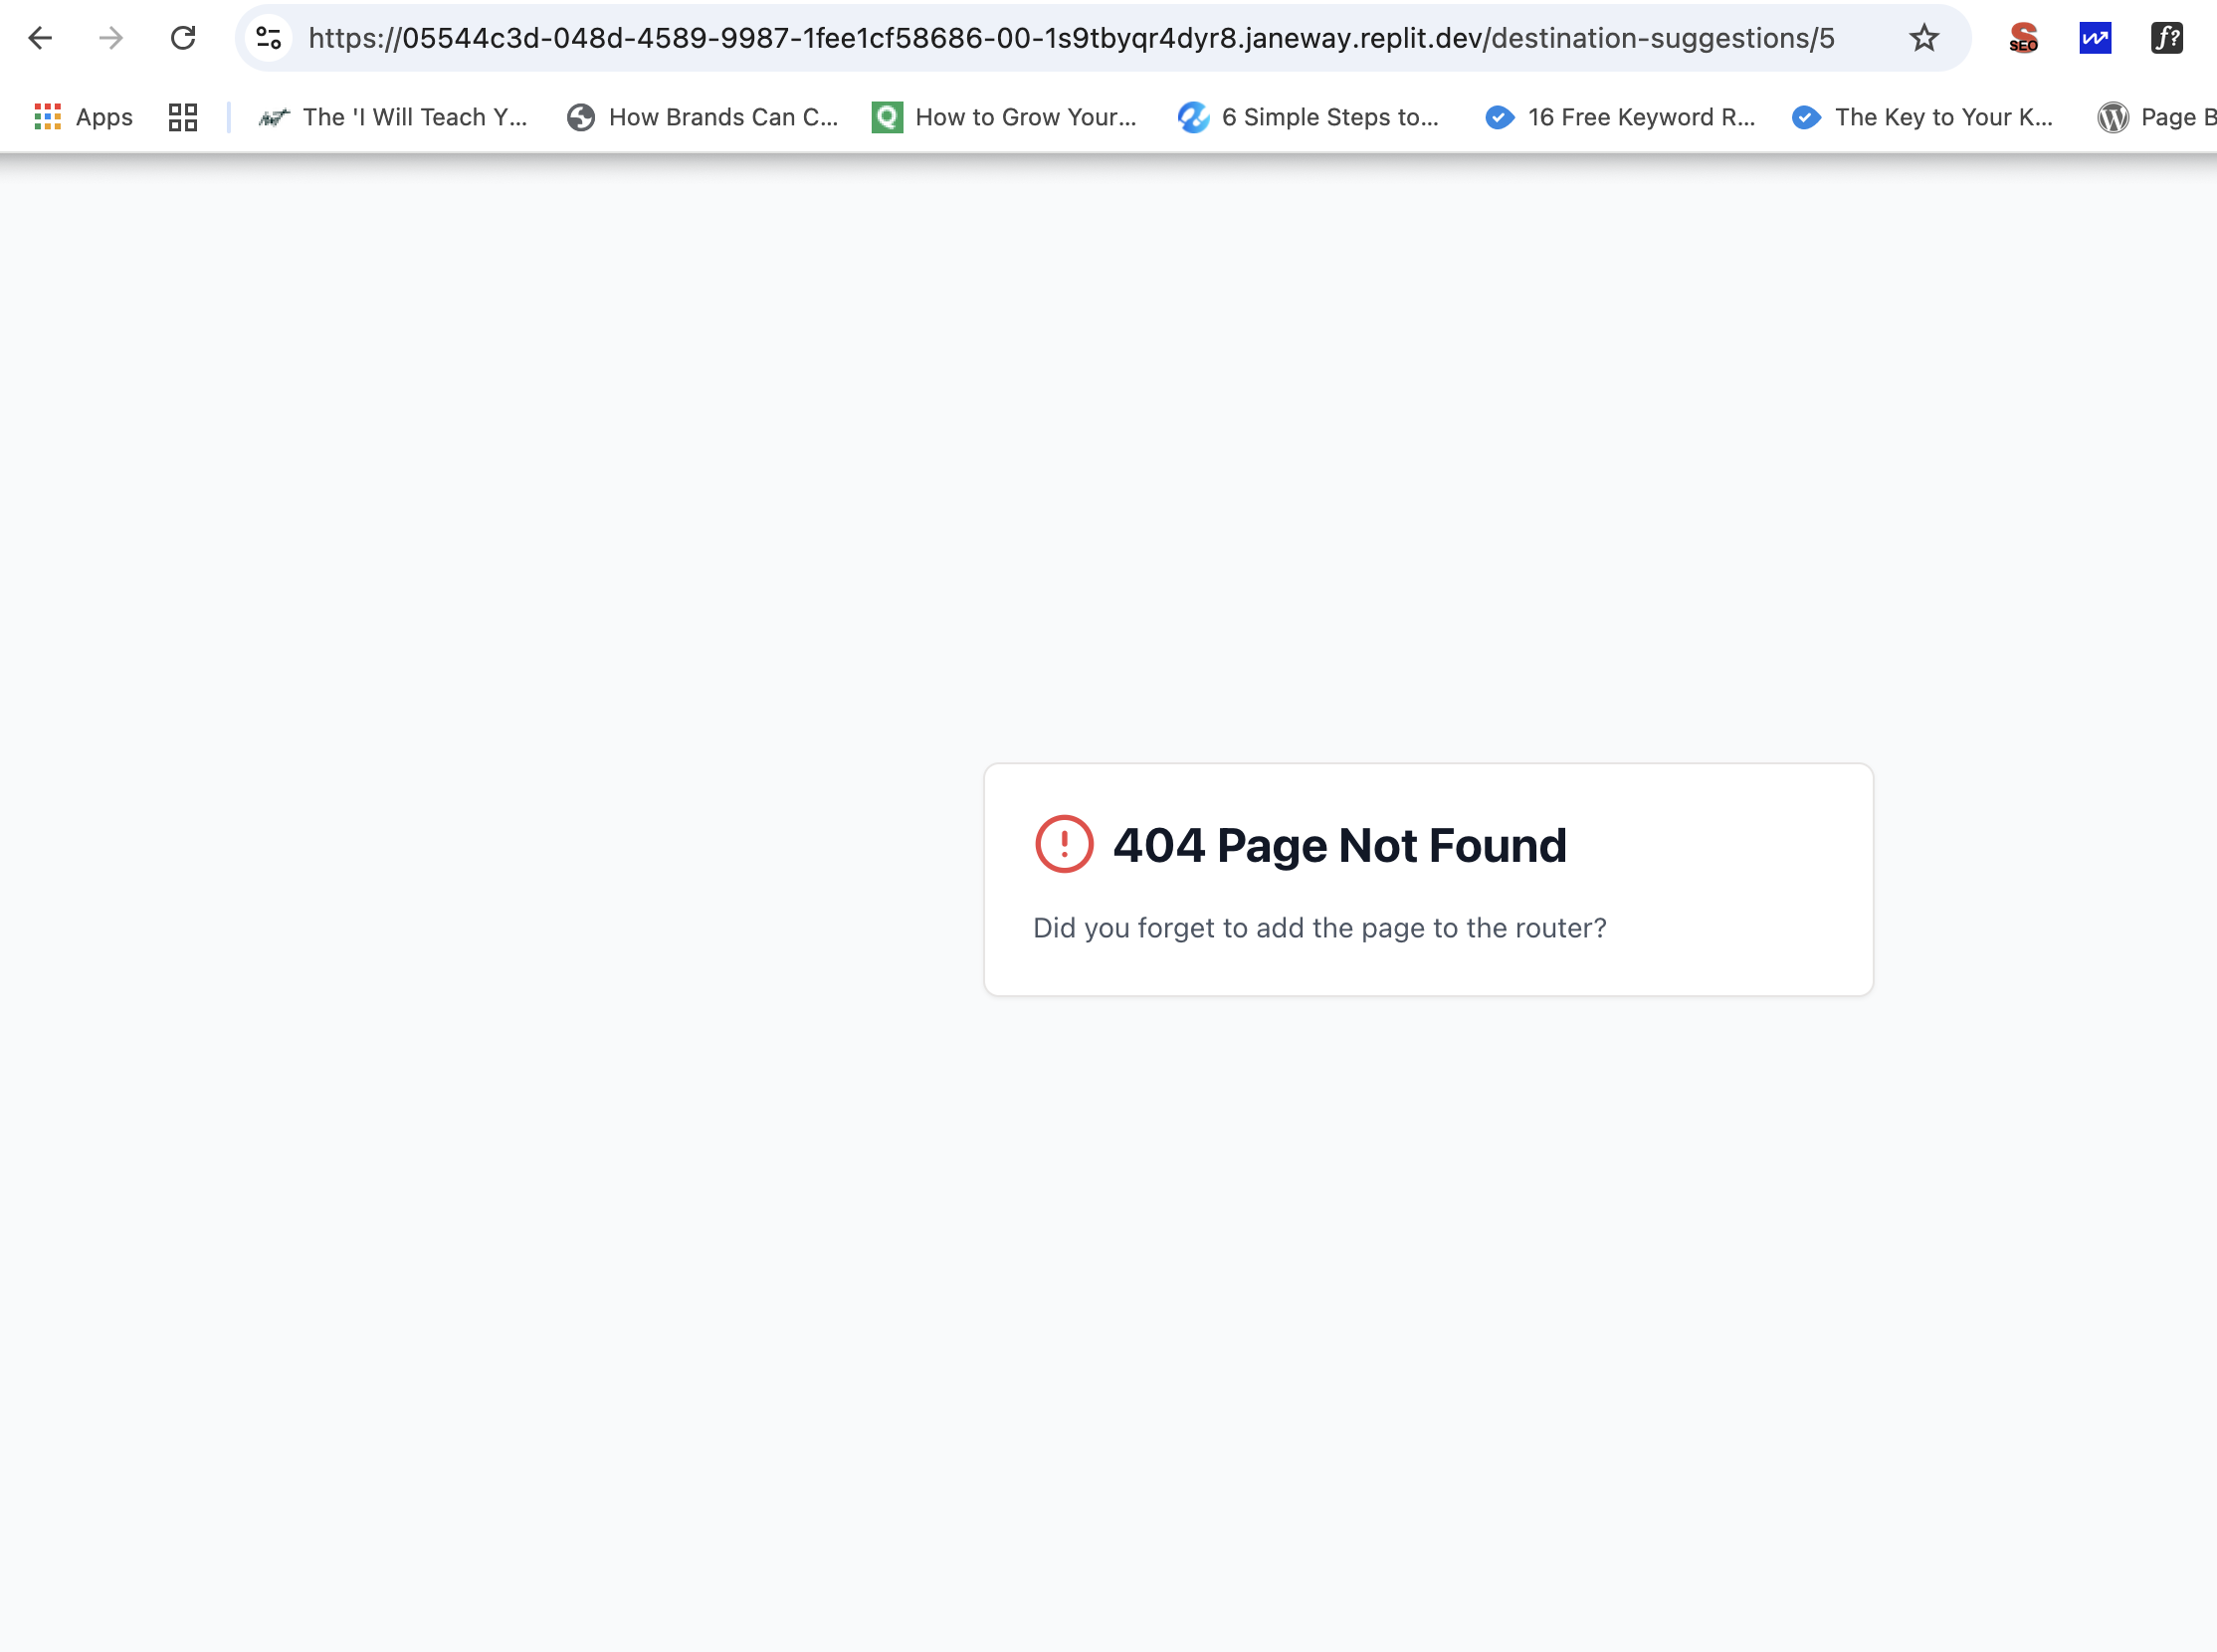 https://05544c3d-048d-4589-9987-1fee1cf58686-00-1s9tbyqr4dyr8.janeway.replit.dev/destination-suggestions/5
SEO
f?
Apps
The 'I Will Teach Y...
How Brands Can C...
How to Grow Your...
6 Simple Steps to...
16 Free Keyword R...
The Key to Your K...
Page B
404 Page Not Found
Did you forget to add the page to the router?